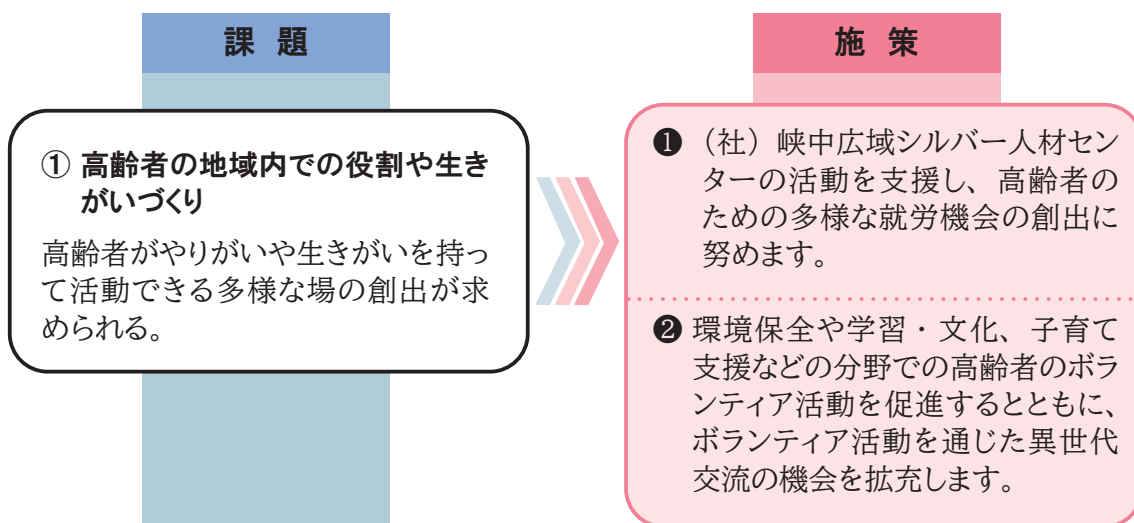 課 題
① 高齢者の地域内での役割や生き
がいづくり
高齢者がやりがいや生きがいを持っ
て活動できる多様な場の創出が求
められる。
施 策
❶ （社）峡中広域シルバー人材セン
ターの活動を支援し、高齢者の
ための多様な就労機会の創出に
努めます。
❷ 環境保全や学習・文化、子育て
支援などの分野での高齢者のボラ
ンティア活動を促進するとともに、
ボランティア活動を通じた異世代
交流の機会を拡充します。